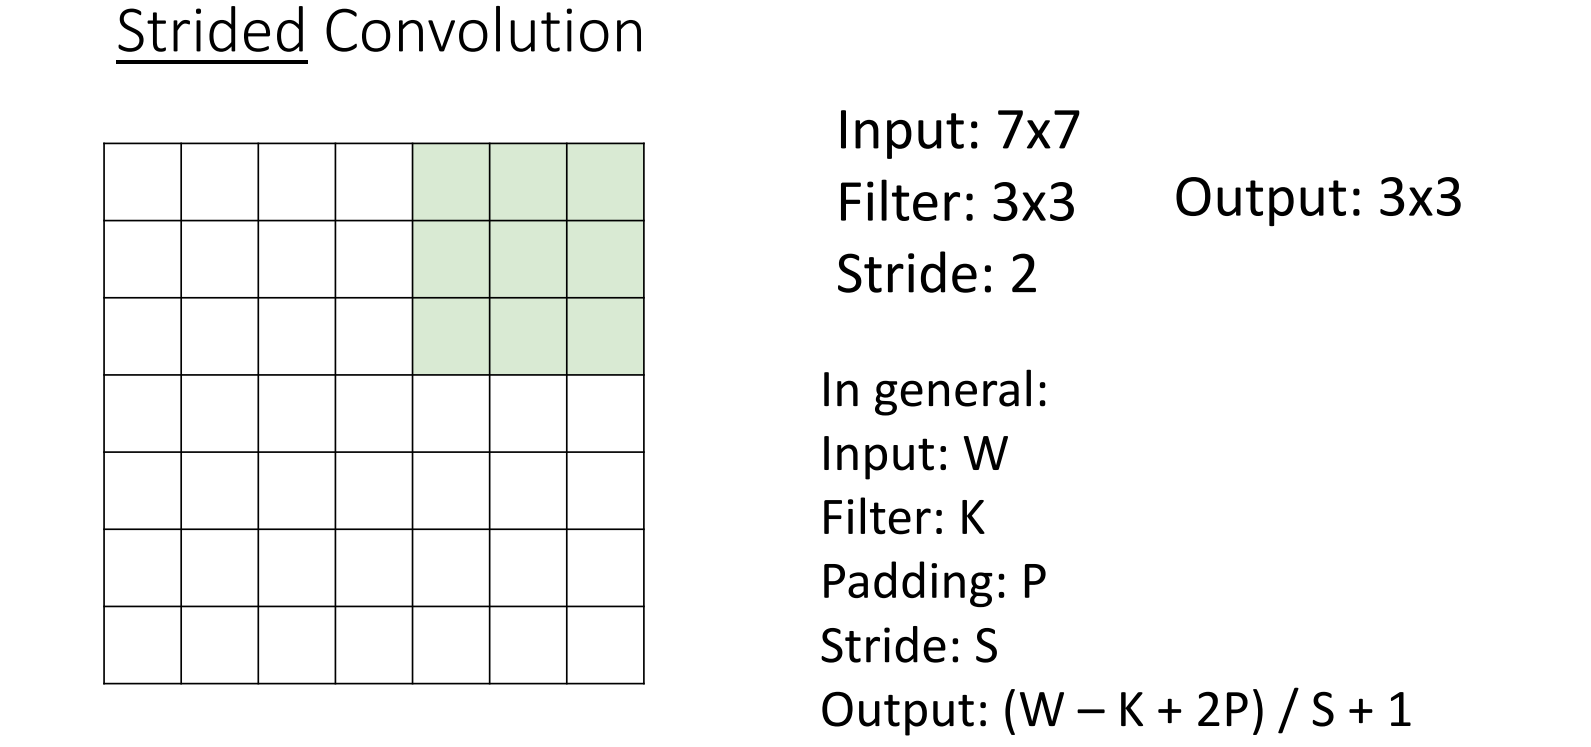 Strided Convolution
Input: 7x7
Filter: 3x3
Stride: 2
Output: 3x3
In general:
Input: W
Filter: K
Padding: P
Stride: S
Output: (W – K + 2P) / S + 1